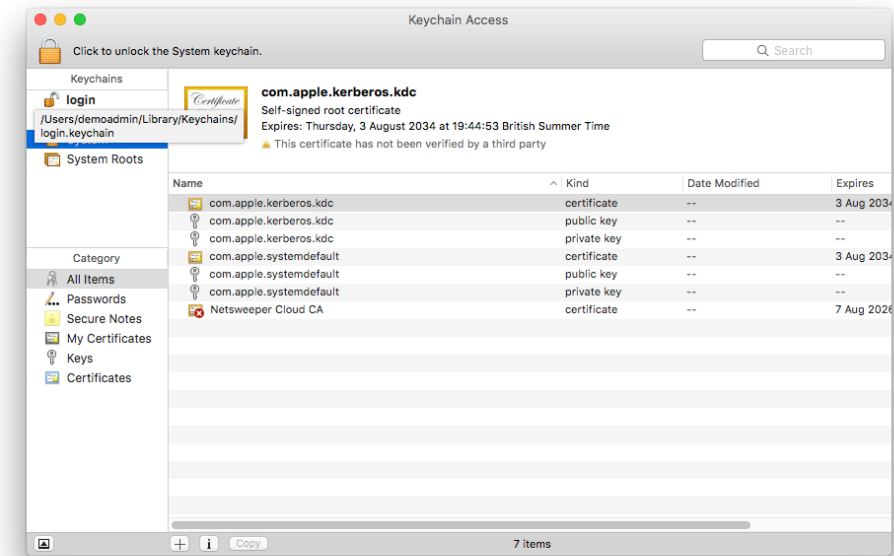 Keychain Access
Click to unlock the System keychain.
Search
Keychains
login
/Users/demoadmin/Library/Keychains/
login.keychain
System Roots
Certificate
com.apple.kerberos.kdc
Self-signed root certificate
Expires: Thursday, 3 August 2034 at 19:44:53 British Summer Time
This certificate has not been verified by a third party
Name Kind Date Modified Expires
com.apple.kerberos.kdc certificate -- 3 Aug 2034
com.apple.kerberos.kdc public key -- --
com.apple.kerberos.kdc private key -- --
com.apple.systemdefault certificate -- 3 Aug 2034
com.apple.systemdefault public key -- --
com.apple.systemdefault private key -- --
Netsweeper Cloud CA certificate -- 7 Aug 2026
Category
All Items
Passwords
Secure Notes
My Certificates
Keys
Certificates
Copy
7 items